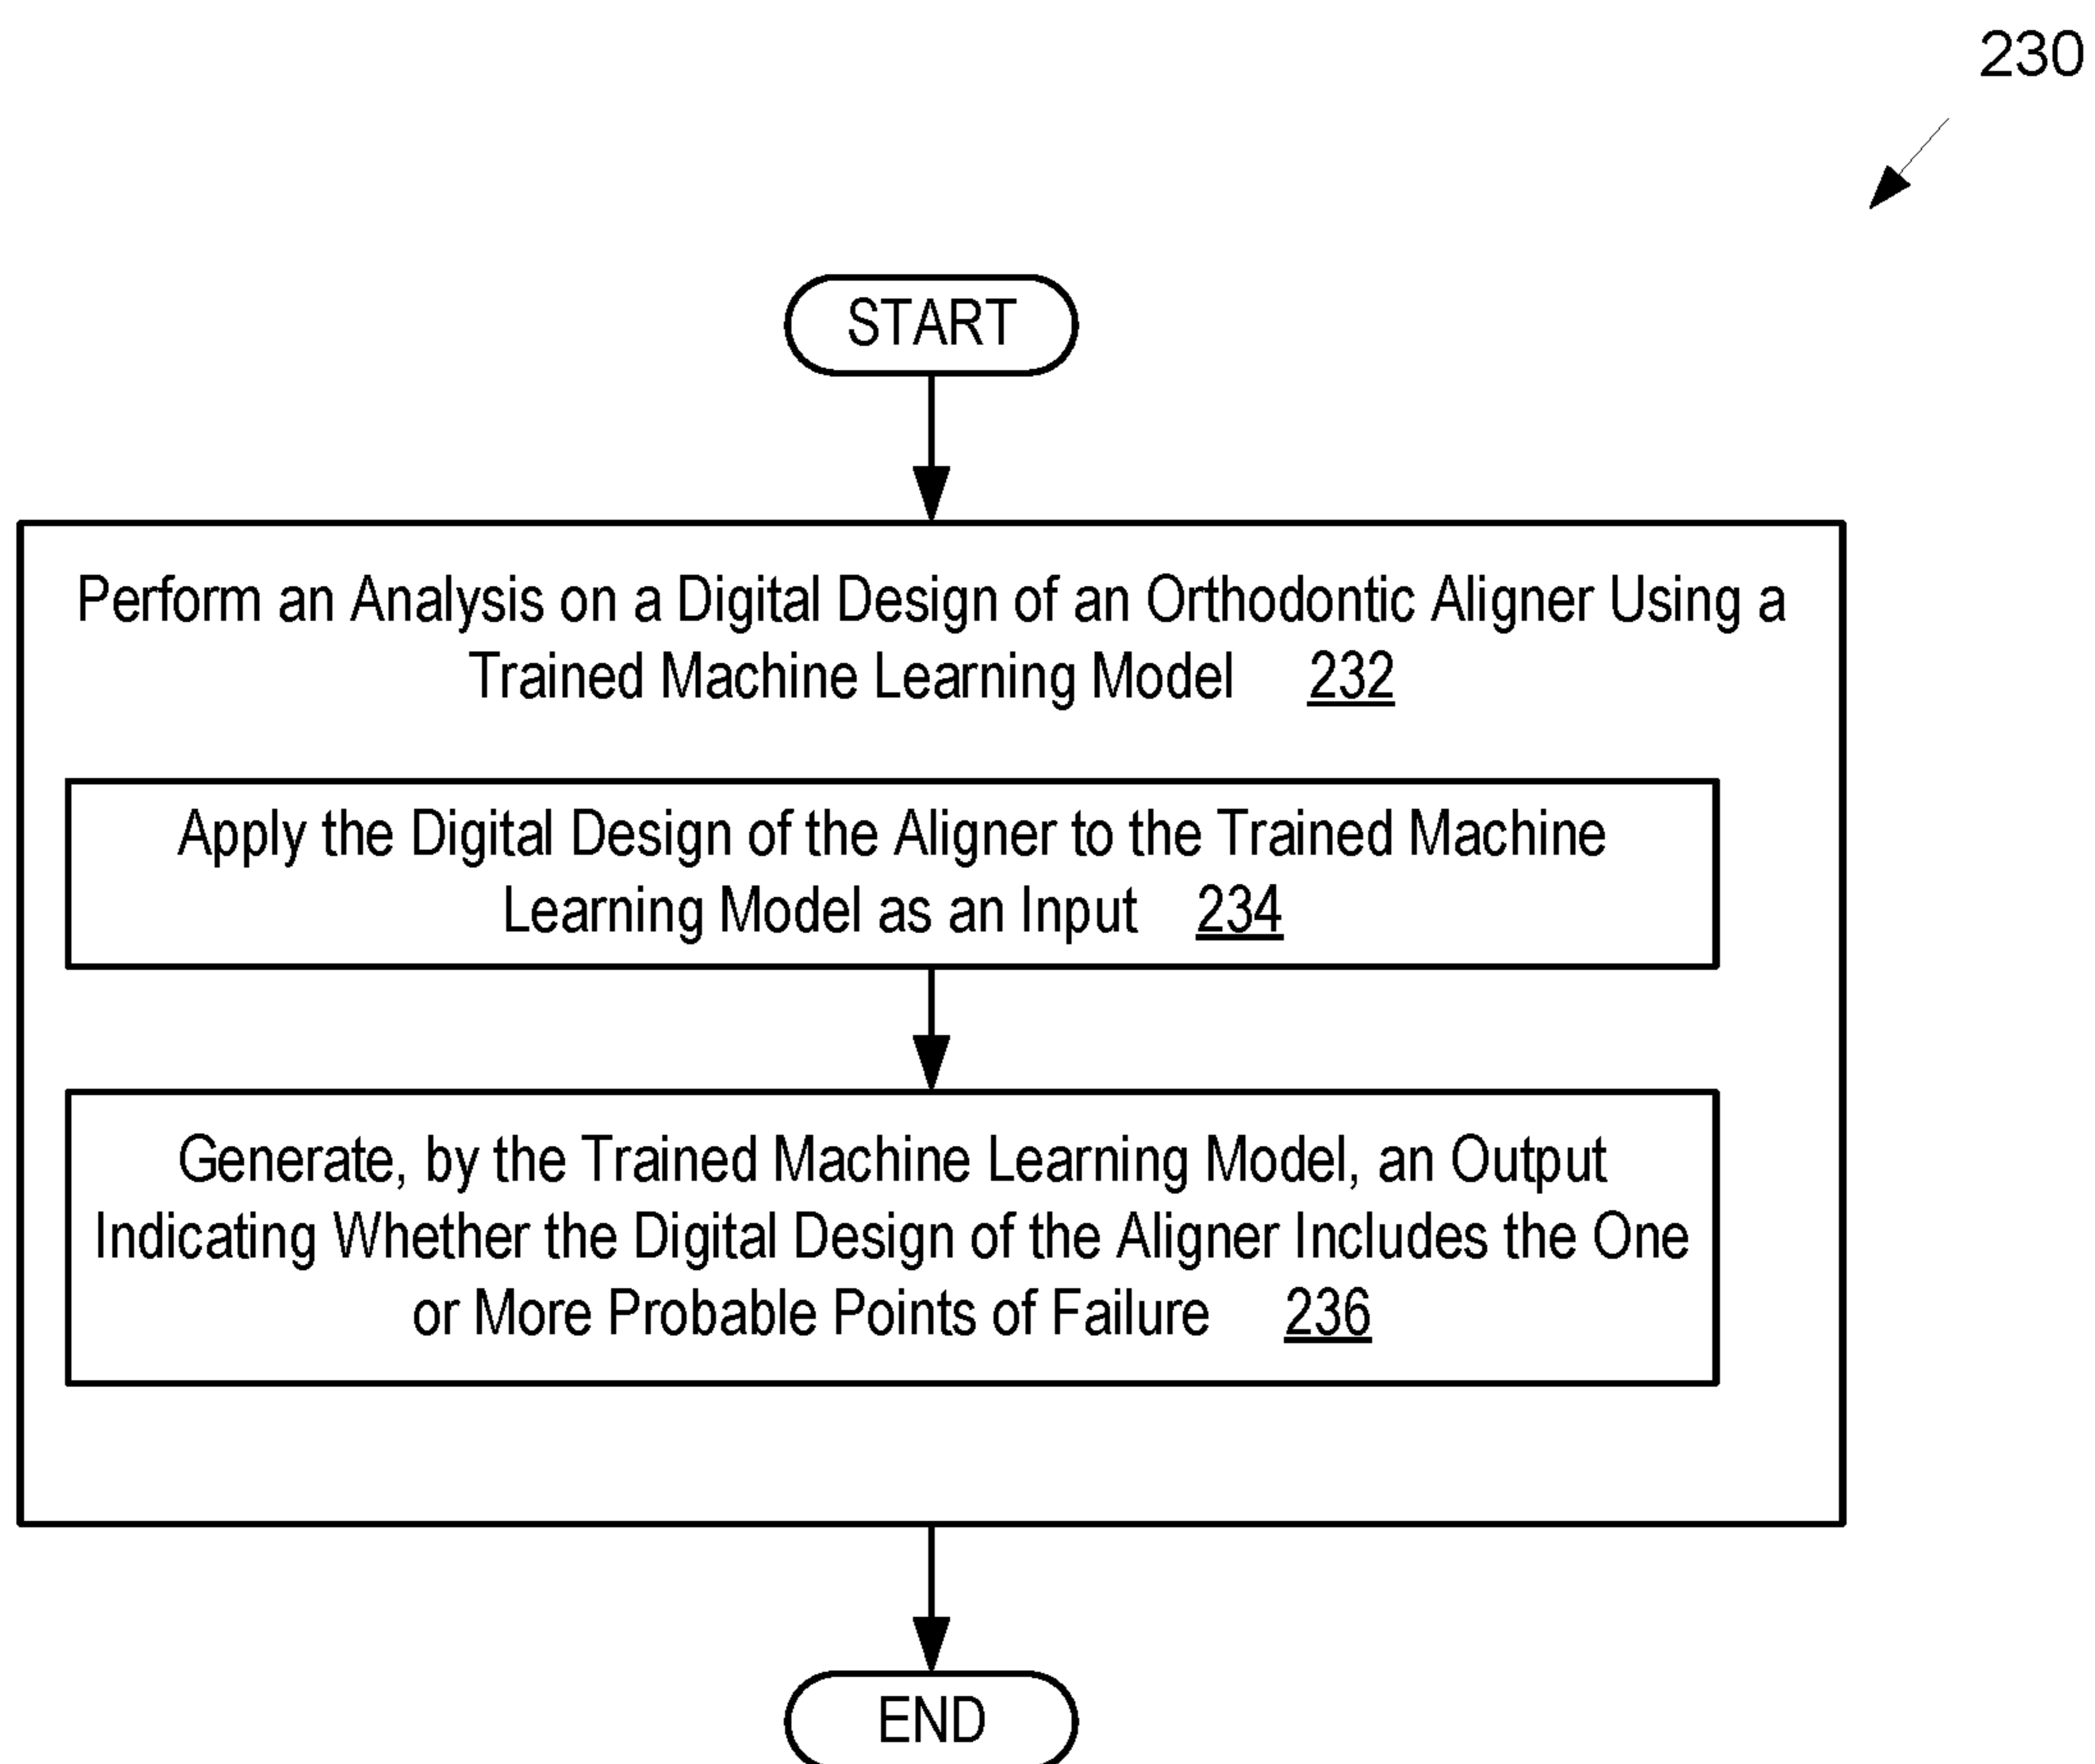 230
START
Perform an Analysis on a Digital Design of an Orthodontic Aligner Using a
Trained Machine Learning Model 232
Apply the Digital Design of the Aligner to the Trained Machine
Learning Model as an Input 234
Generate, by the Trained Machine Learning Model, an Output
Indicating Whether the Digital Design of the Aligner Includes the One
or More Probable Points of Failure 236
END